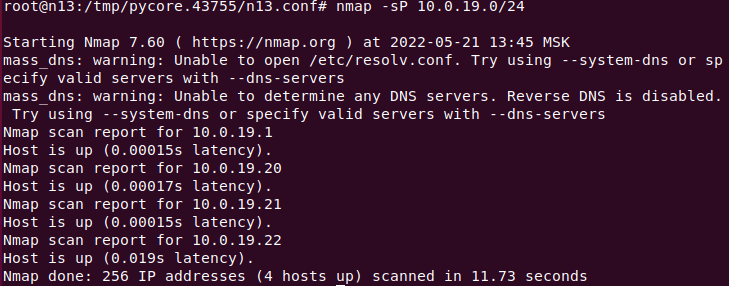 root@n13:/tmp/pycore.43755/n13.conf# nmap -sP 10.0.19.0/24
Starting Nmap 7.60 ( https://nmap.org ) at 2022-05-21 13:45 MSK
mass_dns: warning: Unable to open /etc/resolv.conf. Try using --system-dns or sp
ecify valid servers with --dns-servers
mass_dns: warning: Unable to determine any DNS servers. Reverse DNS is disabled.
 Try using --system-dns or specify valid servers with --dns-servers
Nmap scan report for 10.0.19.1
Host is up (0.00015s latency).
Nmap scan report for 10.0.19.20
Host is up (0.00017s latency).
Nmap scan report for 10.0.19.21
Host is up (0.00015s latency).
Nmap scan report for 10.0.19.22
Host is up (0.019s latency).
Nmap done: 256 IP addresses (4 hosts up) scanned in 11.73 seconds